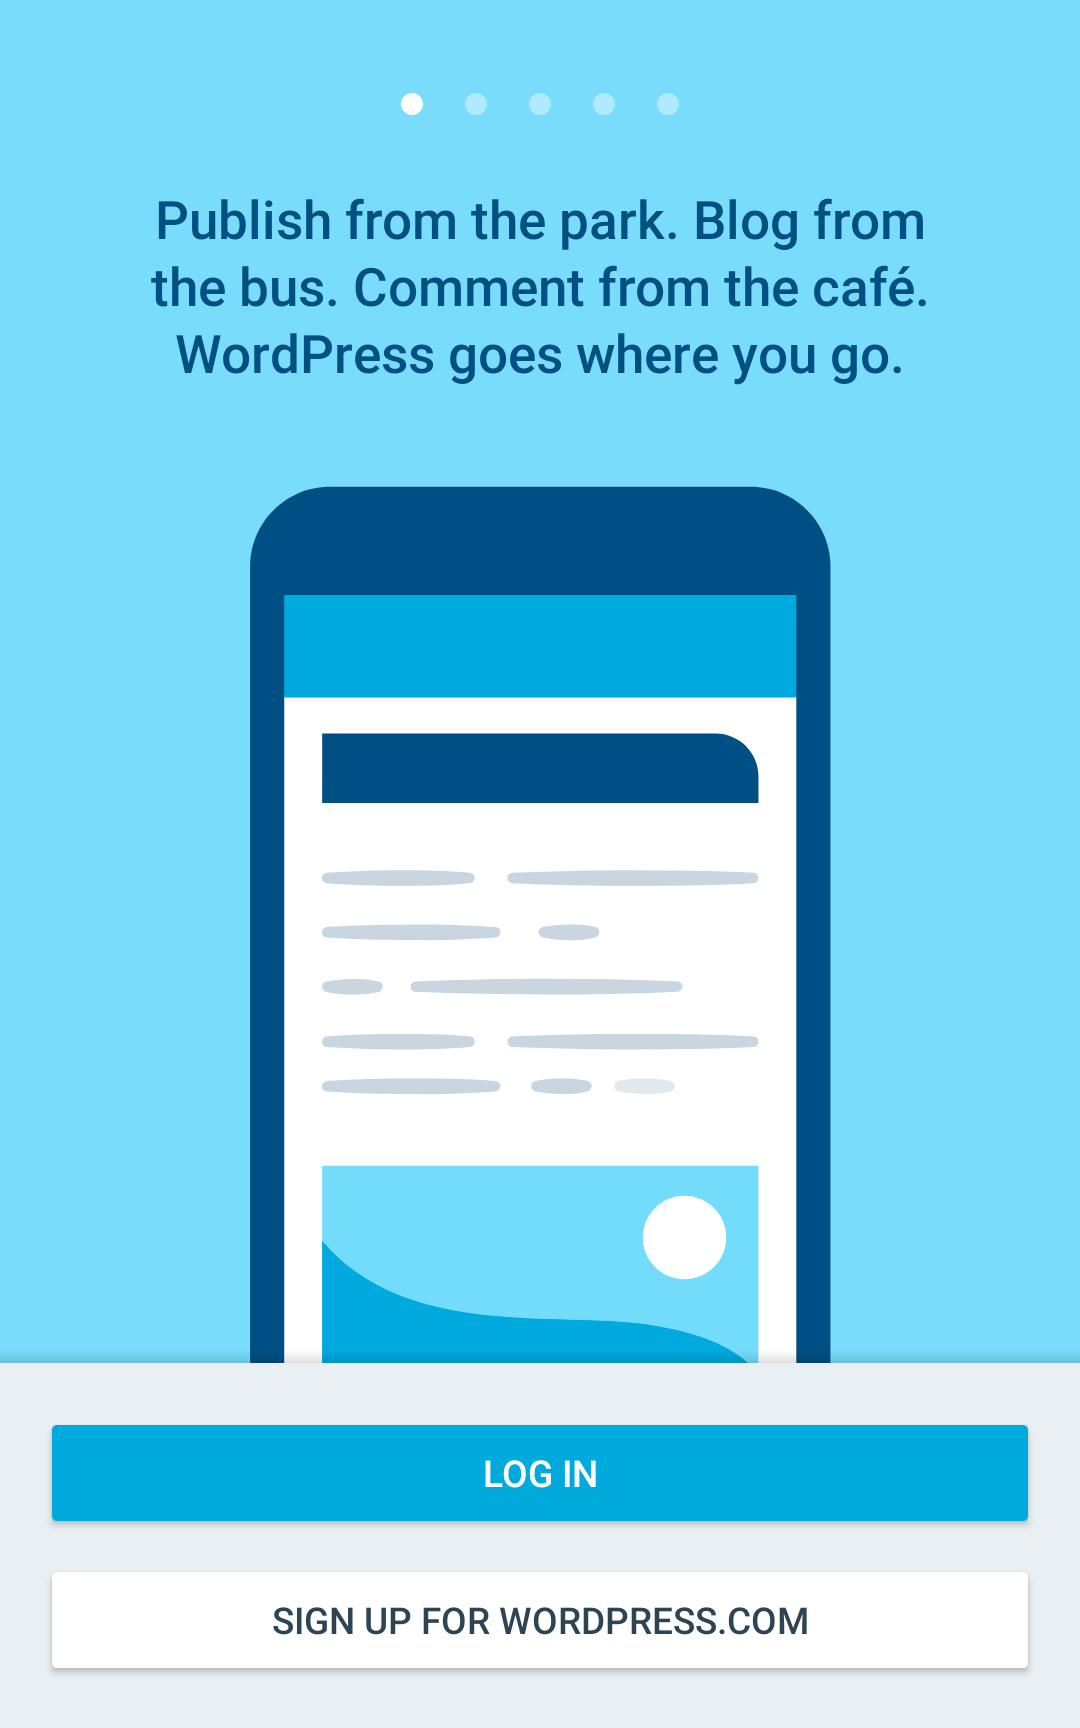 Publish from the park. Blog from
the bus. Comment from the café.
WordPress goes where you go.
LOG IN
SIGN UP FOR WORDPRESS.COM